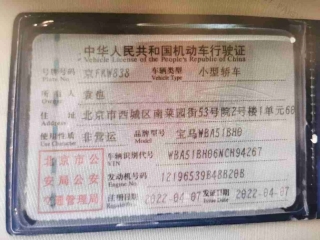 中华人民共和国机动车行驶证
Vehicle License of the People's Republic of China
号牌号码 京FKW838 车辆类型 小型轿车
Plate No. Vehicle Type
所有人 袁也
Owner
住址 北京市西城区南菜园街53号院2号楼1单元60
Address
使用性质 非营运 品牌型号 宝马WBA51BH0
Use Character Model
北京市公 车辆识别代号 WBA51BH06NCH94267
VIN
安局公安 发动机号码 12196539B48B20B
Engine No.
交通管理局 注册日期 2022-04-07 发证日期 2022-04-07